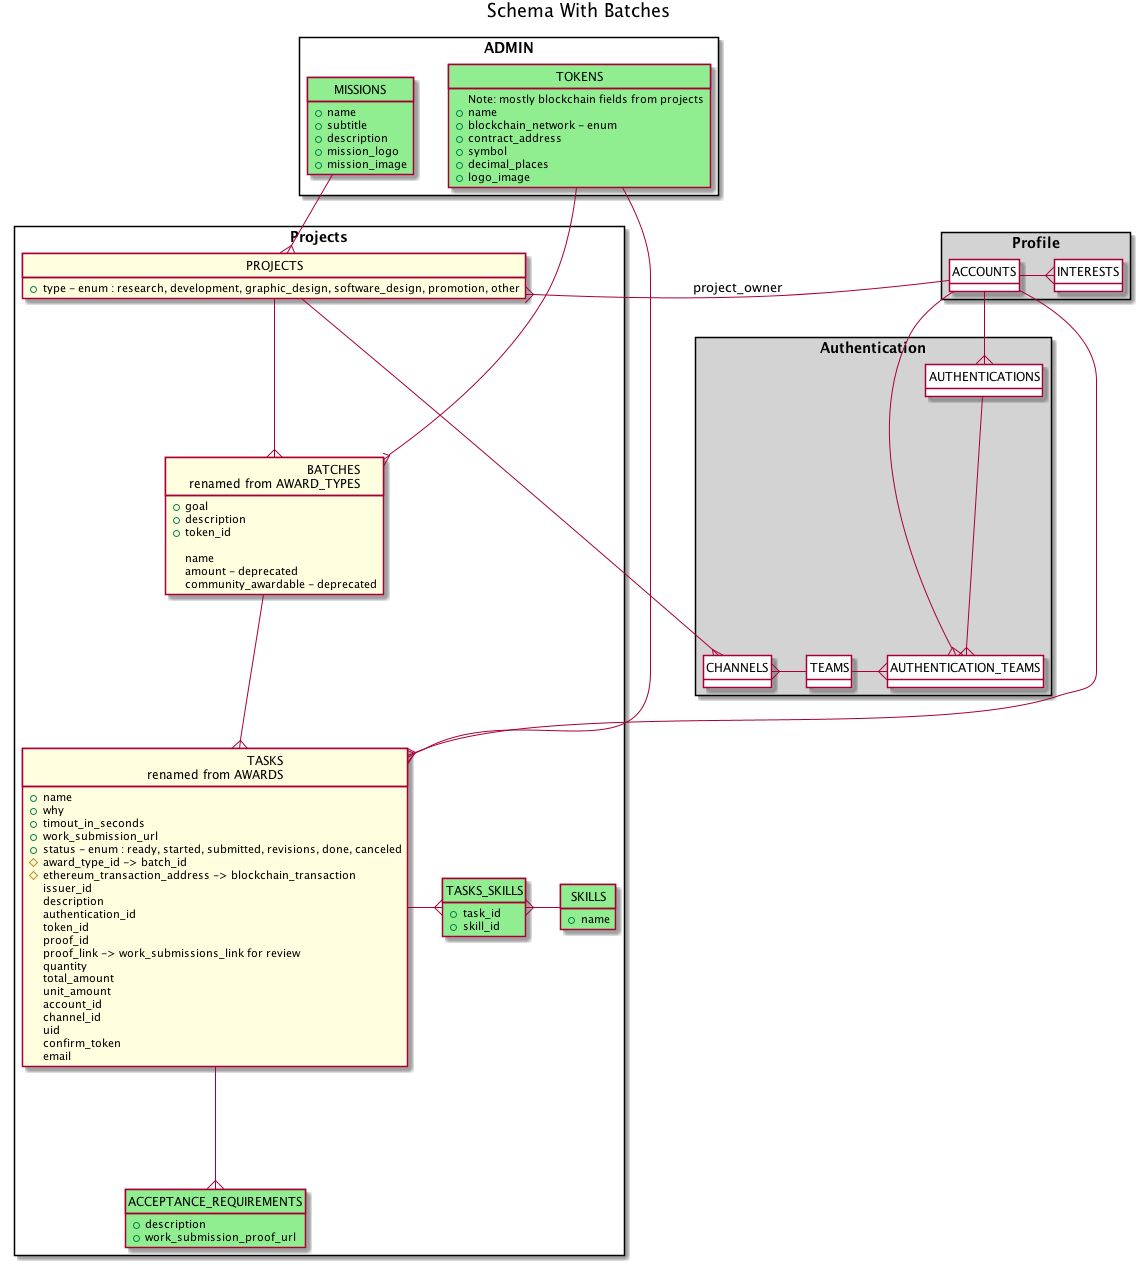 Schema With Batches
ADMIN
MISSIONS
name
subtitle
description
mission_logo
mission_image
TOKENS
Note: mostly blockchain fields from projects
name
blockchain_network - enum
contract_address
symbol
decimal_places
logo_image
Projects
PROJECTS
type - enum : research, development, graphic_design, software_design, promotion, other
project_owner
Profile
ACCOUNTS
INTERESTS
Authentication
AUTHENTICATIONS
BATCHES
renamed from AWARD_TYPES
goal
description
token_id
name
amount - deprecated
community_awardable - deprecated
CHANNELS
TEAMS
AUTHENTICATION_TEAMS
TASKS
renamed from AWARDS
name
why
timout_in_seconds
work_submission_url
status - enum : ready, started, submitted, revisions, done, canceled
award_type_id -> batch_id
ethereum_transaction_address -> blockchain_transaction
issuer_id
description
authentication_id
token_id
proof_id
proof_link -> work_submissions_link for review
quantity
total_amount
unit_amount
account_id
channel_id
uid
confirm_token
email
TASKS_SKILLS
task_id
skill_id
SKILLS
name
ACCEPTANCE_REQUIREMENTS
description
work_submission_proof_url